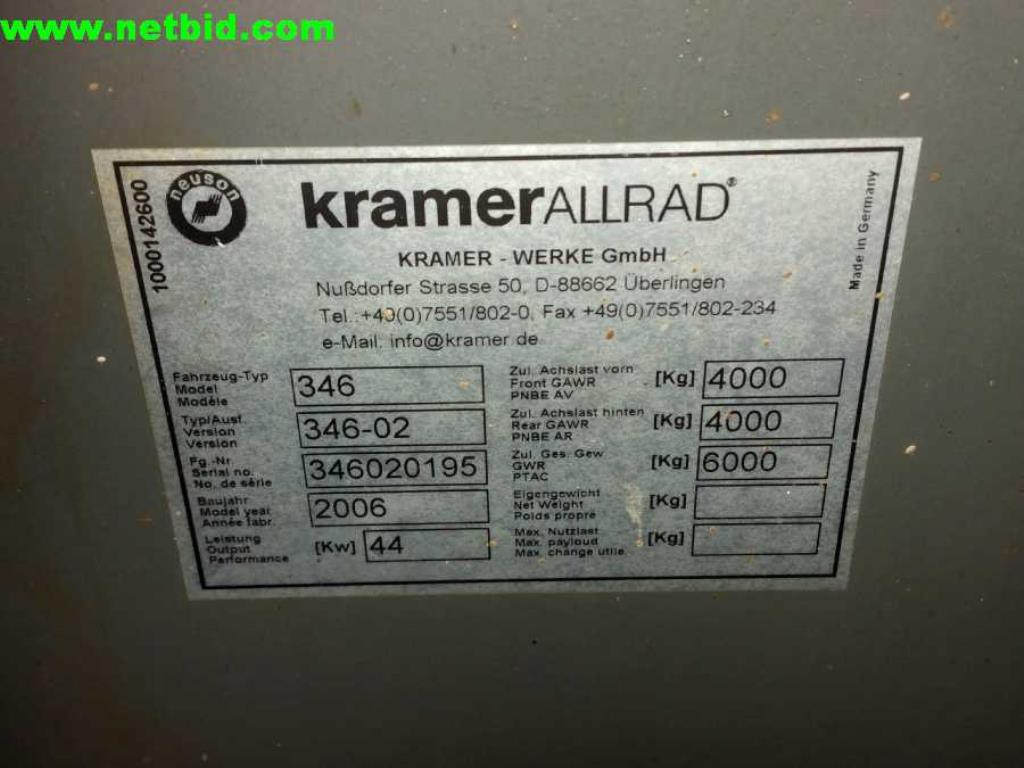 www.netbid.com
1000142600
neuson
kramerALLRAD®
Made in Germany
KRAMER - WERKE GmbH
Nußdorfer Strasse 50, D-88662 Überlingen
Tel.:+49(0)7551/802-0, Fax +49(0)7551/802-234
e-Mail: info@kramer.de
Fahrzeug-Typ
Model
Modèle
346
Typ/Ausf
Version
Version
346-02
Fg.-Nr
Serial no.
No. de série
346020195
Baujahr
Model year
Année fabr.
2006
Leistung
Output
Performance
[Kw] 44
Zul. Achslast vorn
Front GAWR
PNBE AV
[Kg] 4000
Zul. Achslast hinten
Rear GAWR
PNBE AR
[Kg] 4000
Zul. Ges. Gew
GWR
PTAC
[Kg] 6000
Eigengewicht
Net Weight
Poids propre
[Kg]
Max. Nutzlast
Max. payloud
Max. change utile.
[Kg]